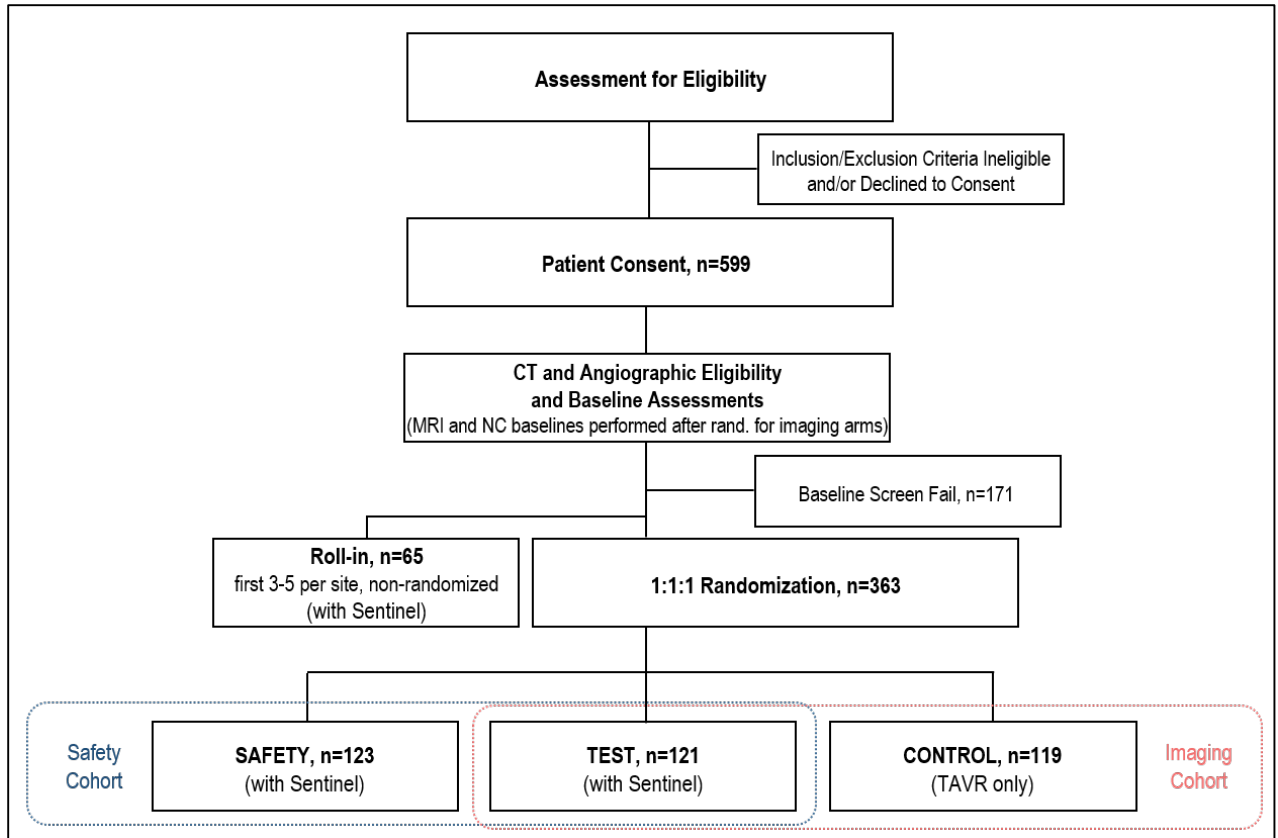 Assessment for Eligibility
Inclusion/Exclusion Criteria Ineligible
and/or Declined to Consent
Patient Consent, n=599
CT and Angiographic Eligibility
and Baseline Assessments
(MRI and NC baselines performed after rand. for imaging arms)
Baseline Screen Fail, n=171
Roll-in, n=65
first 3-5 per site, non-randomized
(with Sentinel)
1:1:1 Randomization, n=363
Safety
Cohort
SAFETY, n=123
(with Sentinel)
TEST, n=121
(with Sentinel)
CONTROL, n=119
(TAVR only)
Imaging
Cohort